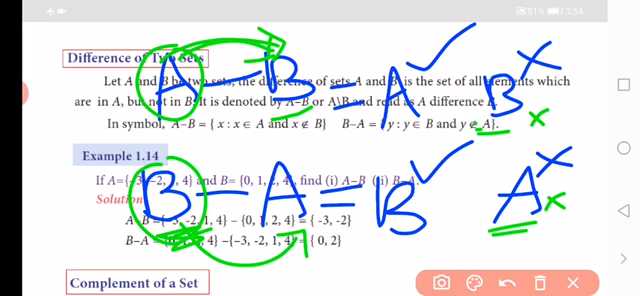 81% 3:54
Difference of Two Sets
A – B = A ✓ B ×
Let A and B be two sets, the difference of sets A and B is the set of all elements which
are in A, but not in B. It is denoted by A–B or A\B and read as A difference B.
In symbol, A–B = { x : x ∈ A and x ∉ B} B–A = { y : y ∈ B and y ∉ A}. ×
Example 1.14
If A={-3, -2, 1, 4} and B= {0, 1, 2, 4}, find (i) A–B (ii) B–A.
B – A = B ✓ A × ×
Solution
A–B ={-3, -2, 1, 4} – {0, 1, 2, 4} = { -3, -2}
B–A = 4} –{-3, -2, 1, 4} = { 0, 2}
Complement of a Set